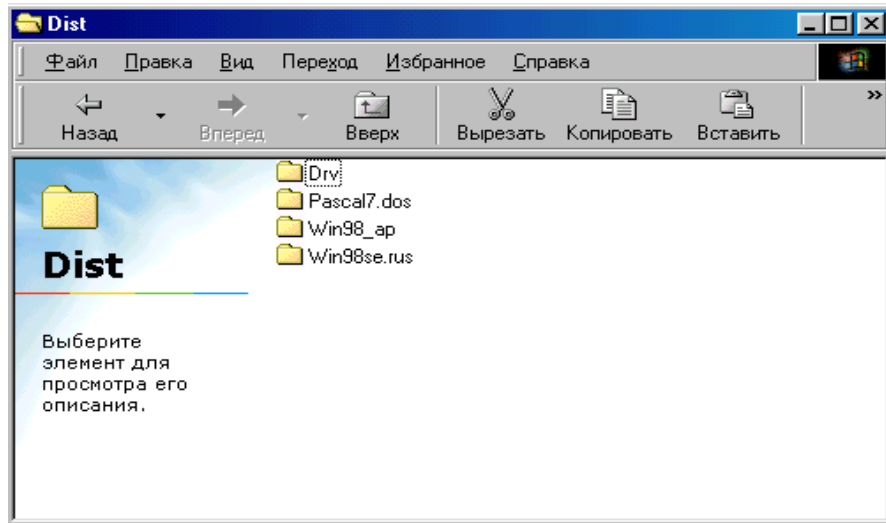 Dist
Файл Правка Вид Переход Избранное Справка
Назад Вперед Вверх Вырезать Копировать Вставить »
Drv
Pascal7.dos
Win98_ap
Win98se.rus
Dist
Выберите
элемент для
просмотра его
описания.